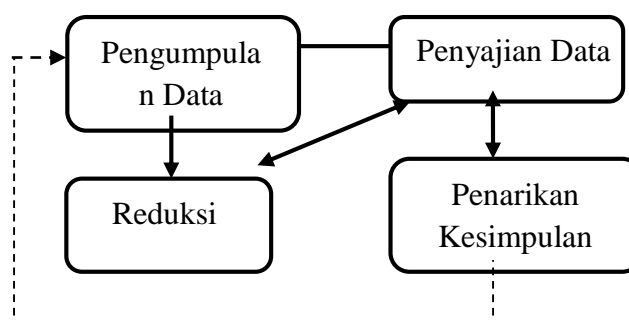 Pengumpula
n Data
Penyajian Data
Reduksi
Penarikan
Kesimpulan